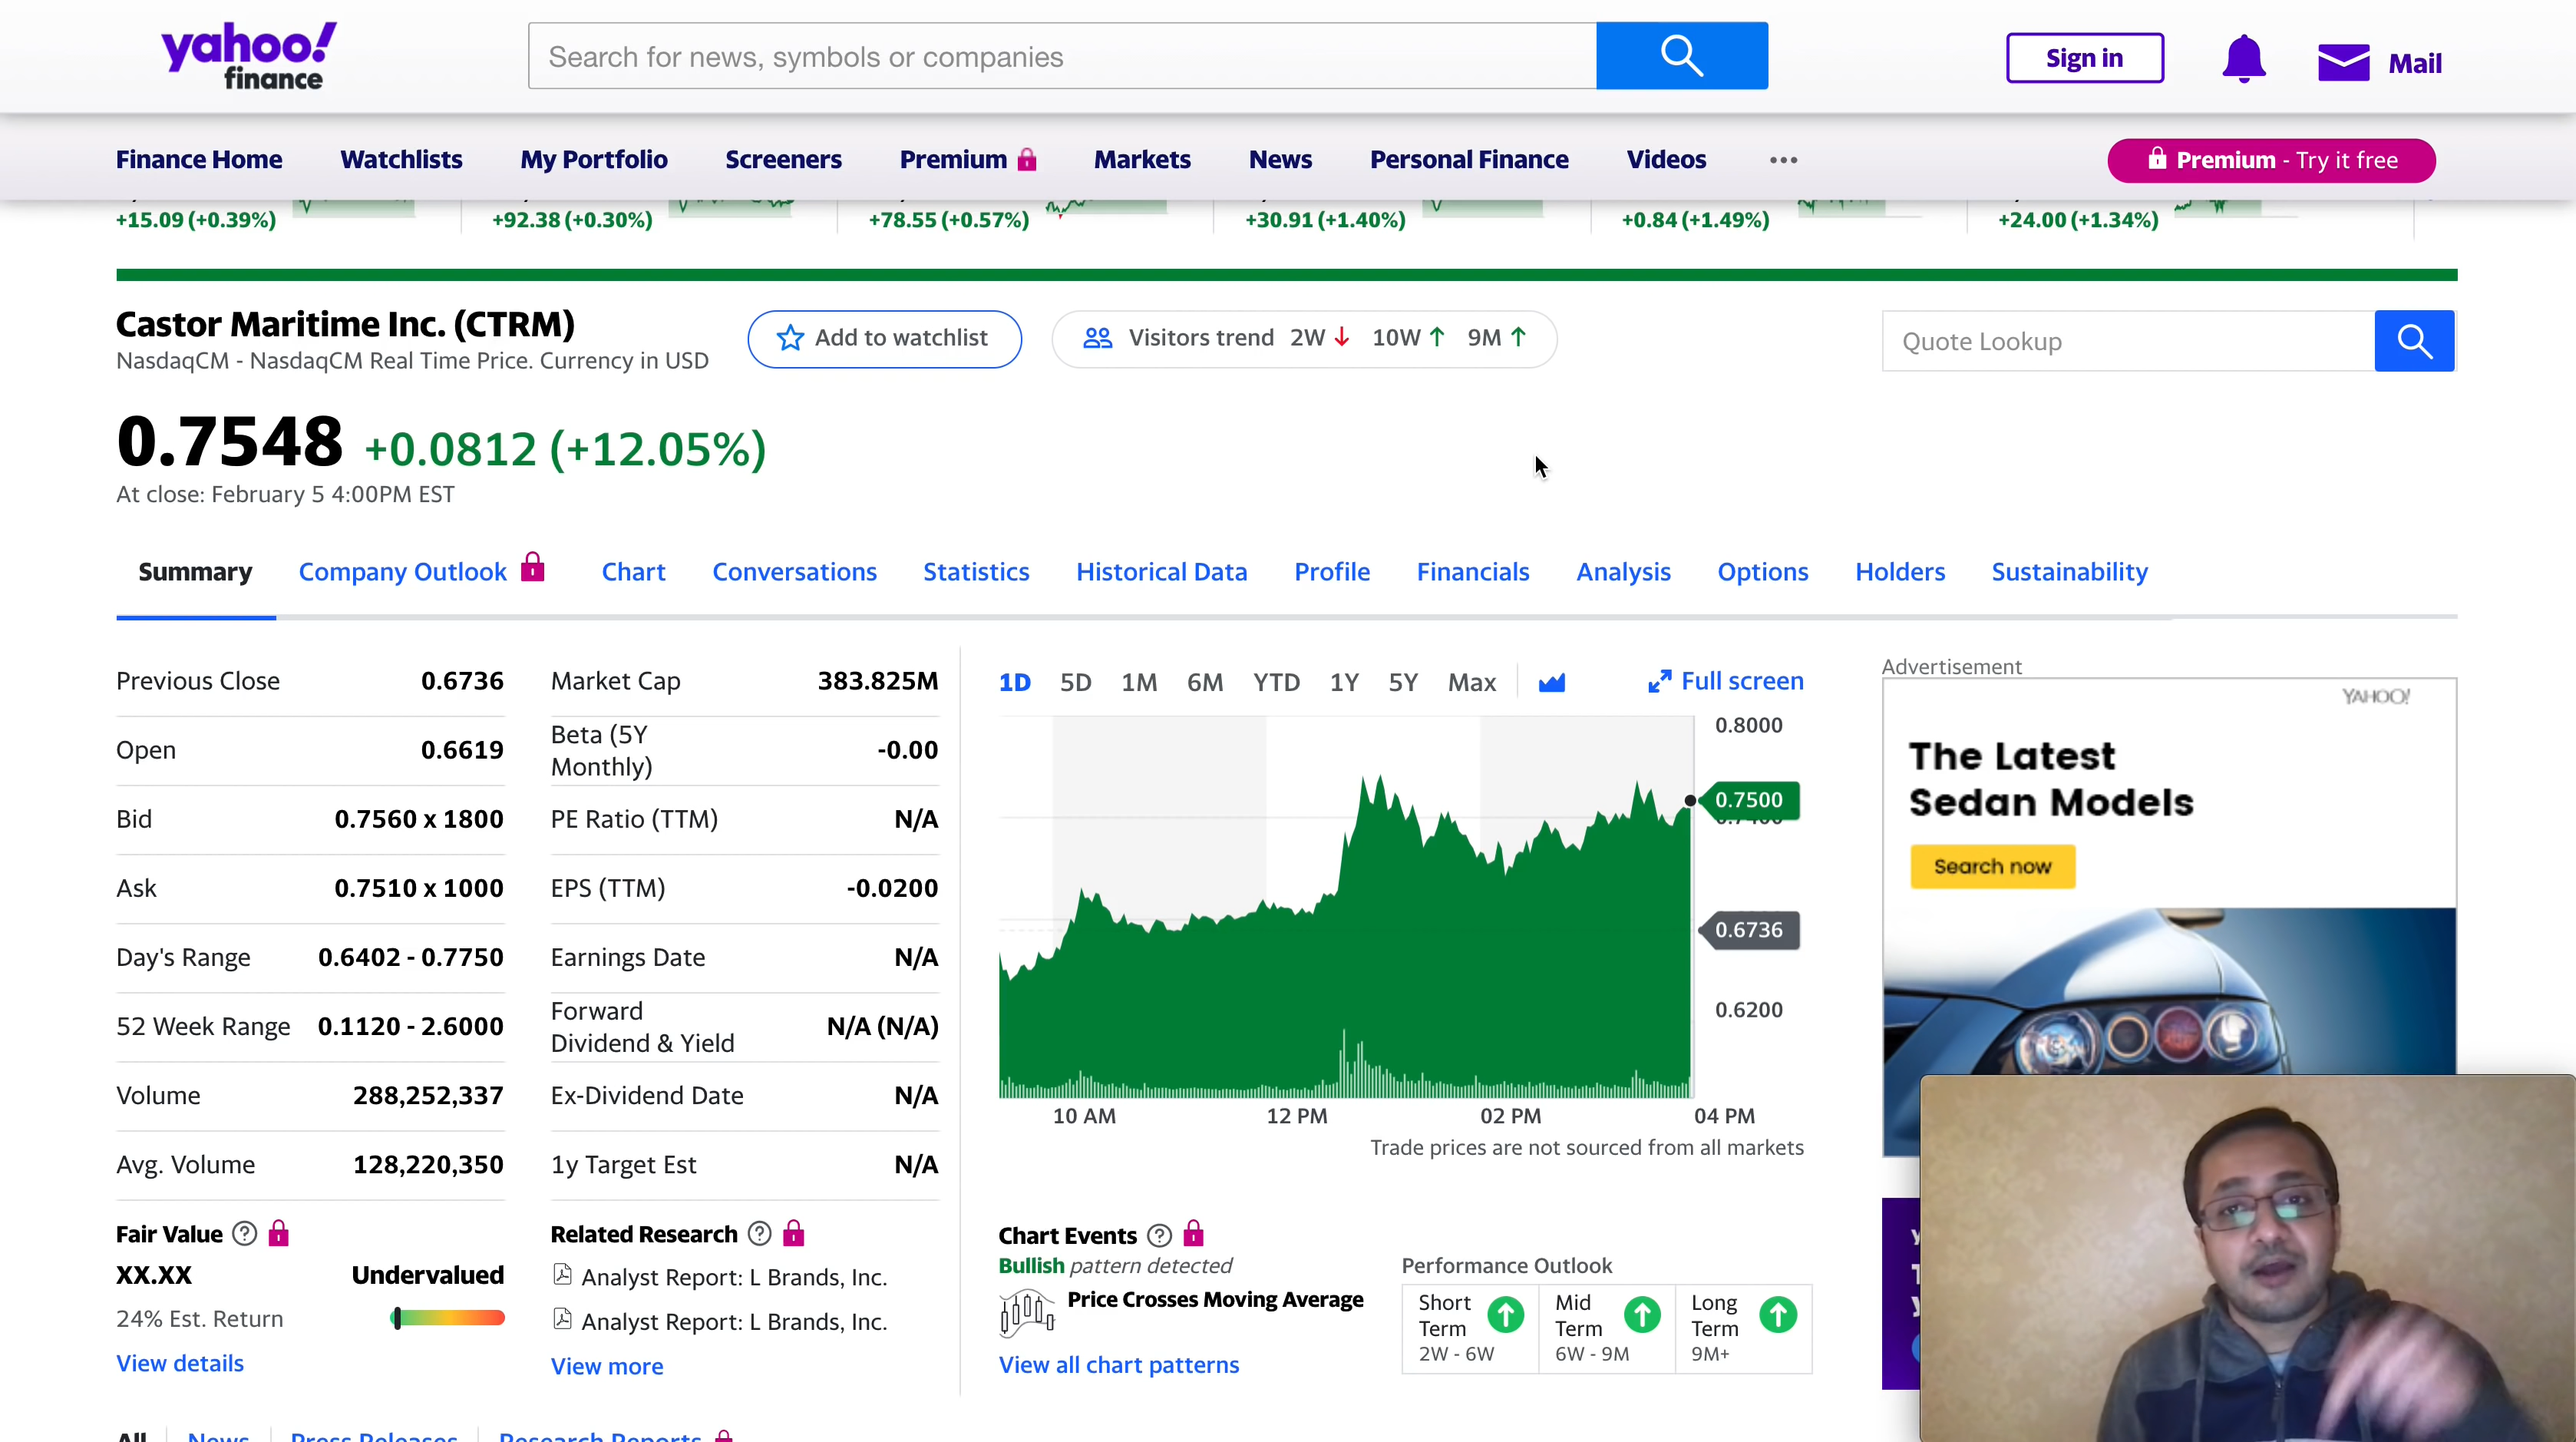 yahoo!
finance
Search for news, symbols or companies
Sign in
Mail
Finance Home Watchlists My Portfolio Screeners Premium Markets News Personal Finance Videos ••• Premium - Try it free
+15.09 (+0.39%) +92.38 (+0.30%) +78.55 (+0.57%) +30.91 (+1.40%) +0.84 (+1.49%) +24.00 (+1.34%)
Castor Maritime Inc. (CTRM)
NasdaqCM - NasdaqCM Real Time Price. Currency in USD
Add to watchlist
Visitors trend 2W ↓ 10W ↑ 9M ↑
Quote Lookup
0.7548 +0.0812 (+12.05%)
At close: February 5 4:00PM EST
Summary Company Outlook Chart Conversations Statistics Historical Data Profile Financials Analysis Options Holders Sustainability
Previous Close 0.6736
Open 0.6619
Bid 0.7560 x 1800
Ask 0.7510 x 1000
Day's Range 0.6402 - 0.7750
52 Week Range 0.1120 - 2.6000
Volume 288,252,337
Avg. Volume 128,220,350
Market Cap 383.825M
Beta (5Y
Monthly) -0.00
PE Ratio (TTM) N/A
EPS (TTM) -0.0200
Earnings Date N/A
Forward
Dividend & Yield N/A (N/A)
Ex-Dividend Date N/A
1y Target Est N/A
1D 5D 1M 6M YTD 1Y 5Y Max Full screen
0.8000
0.7500
0.6736
0.6200
10 AM 12 PM 02 PM 04 PM
Trade prices are not sourced from all markets
Advertisement
YAHOO!
The Latest
Sedan Models
Search now
Fair Value
XX.XX Undervalued
24% Est. Return
View details
Related Research
Analyst Report: L Brands, Inc.
Analyst Report: L Brands, Inc.
View more
Chart Events
Bullish pattern detected
Price Crosses Moving Average
View all chart patterns
Performance Outlook
Short
Term
2W - 6W
Mid
Term
6W - 9M
Long
Term
9M+
All News Press Releases Research Reports